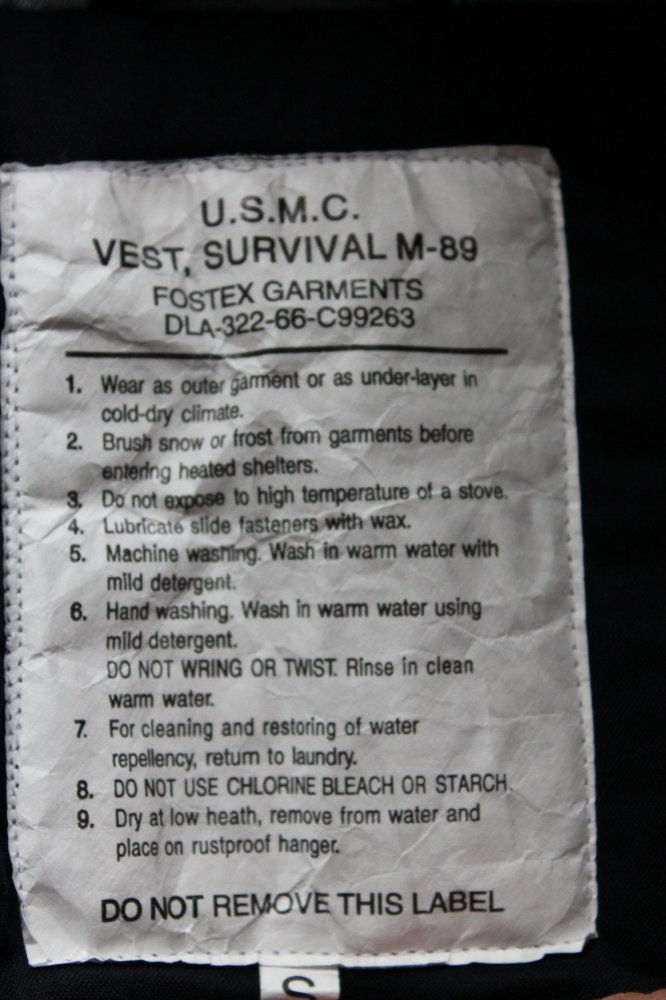 U.S.M.C.
VEST, SURVIVAL M-89
FOSTEX GARMENTS
DLA-322-66-C99263
1. Wear as outer garment or as under-layer in
cold-dry climate.
2. Brush snow or frost from garments before
entering heated shelters.
3. Do not expose to high temperature of a stove.
4. Lubricate slide fasteners with wax.
5. Machine washing. Wash in warm water with
mild detergent.
6. Hand washing. Wash in warm water using
mild detergent.
DO NOT WRING OR TWIST. Rinse in clean
warm water.
7. For cleaning and restoring of water
repellency, return to laundry.
8. DO NOT USE CHLORINE BLEACH OR STARCH.
9. Dry at low heath, remove from water and
place on rustproof hanger.
DO NOT REMOVE THIS LABEL
S